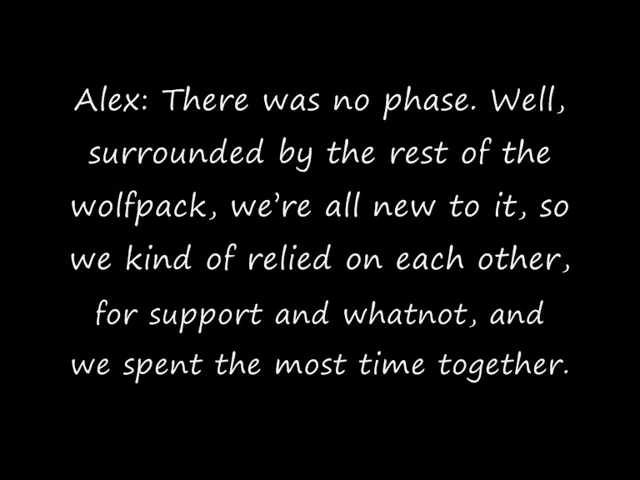 Alex: There was no phase. Well,
surrounded by the rest of the
wolfpack, we're all new to it, so
we kind of relied on each other,
for support and whatnot, and
we spent the most time together.